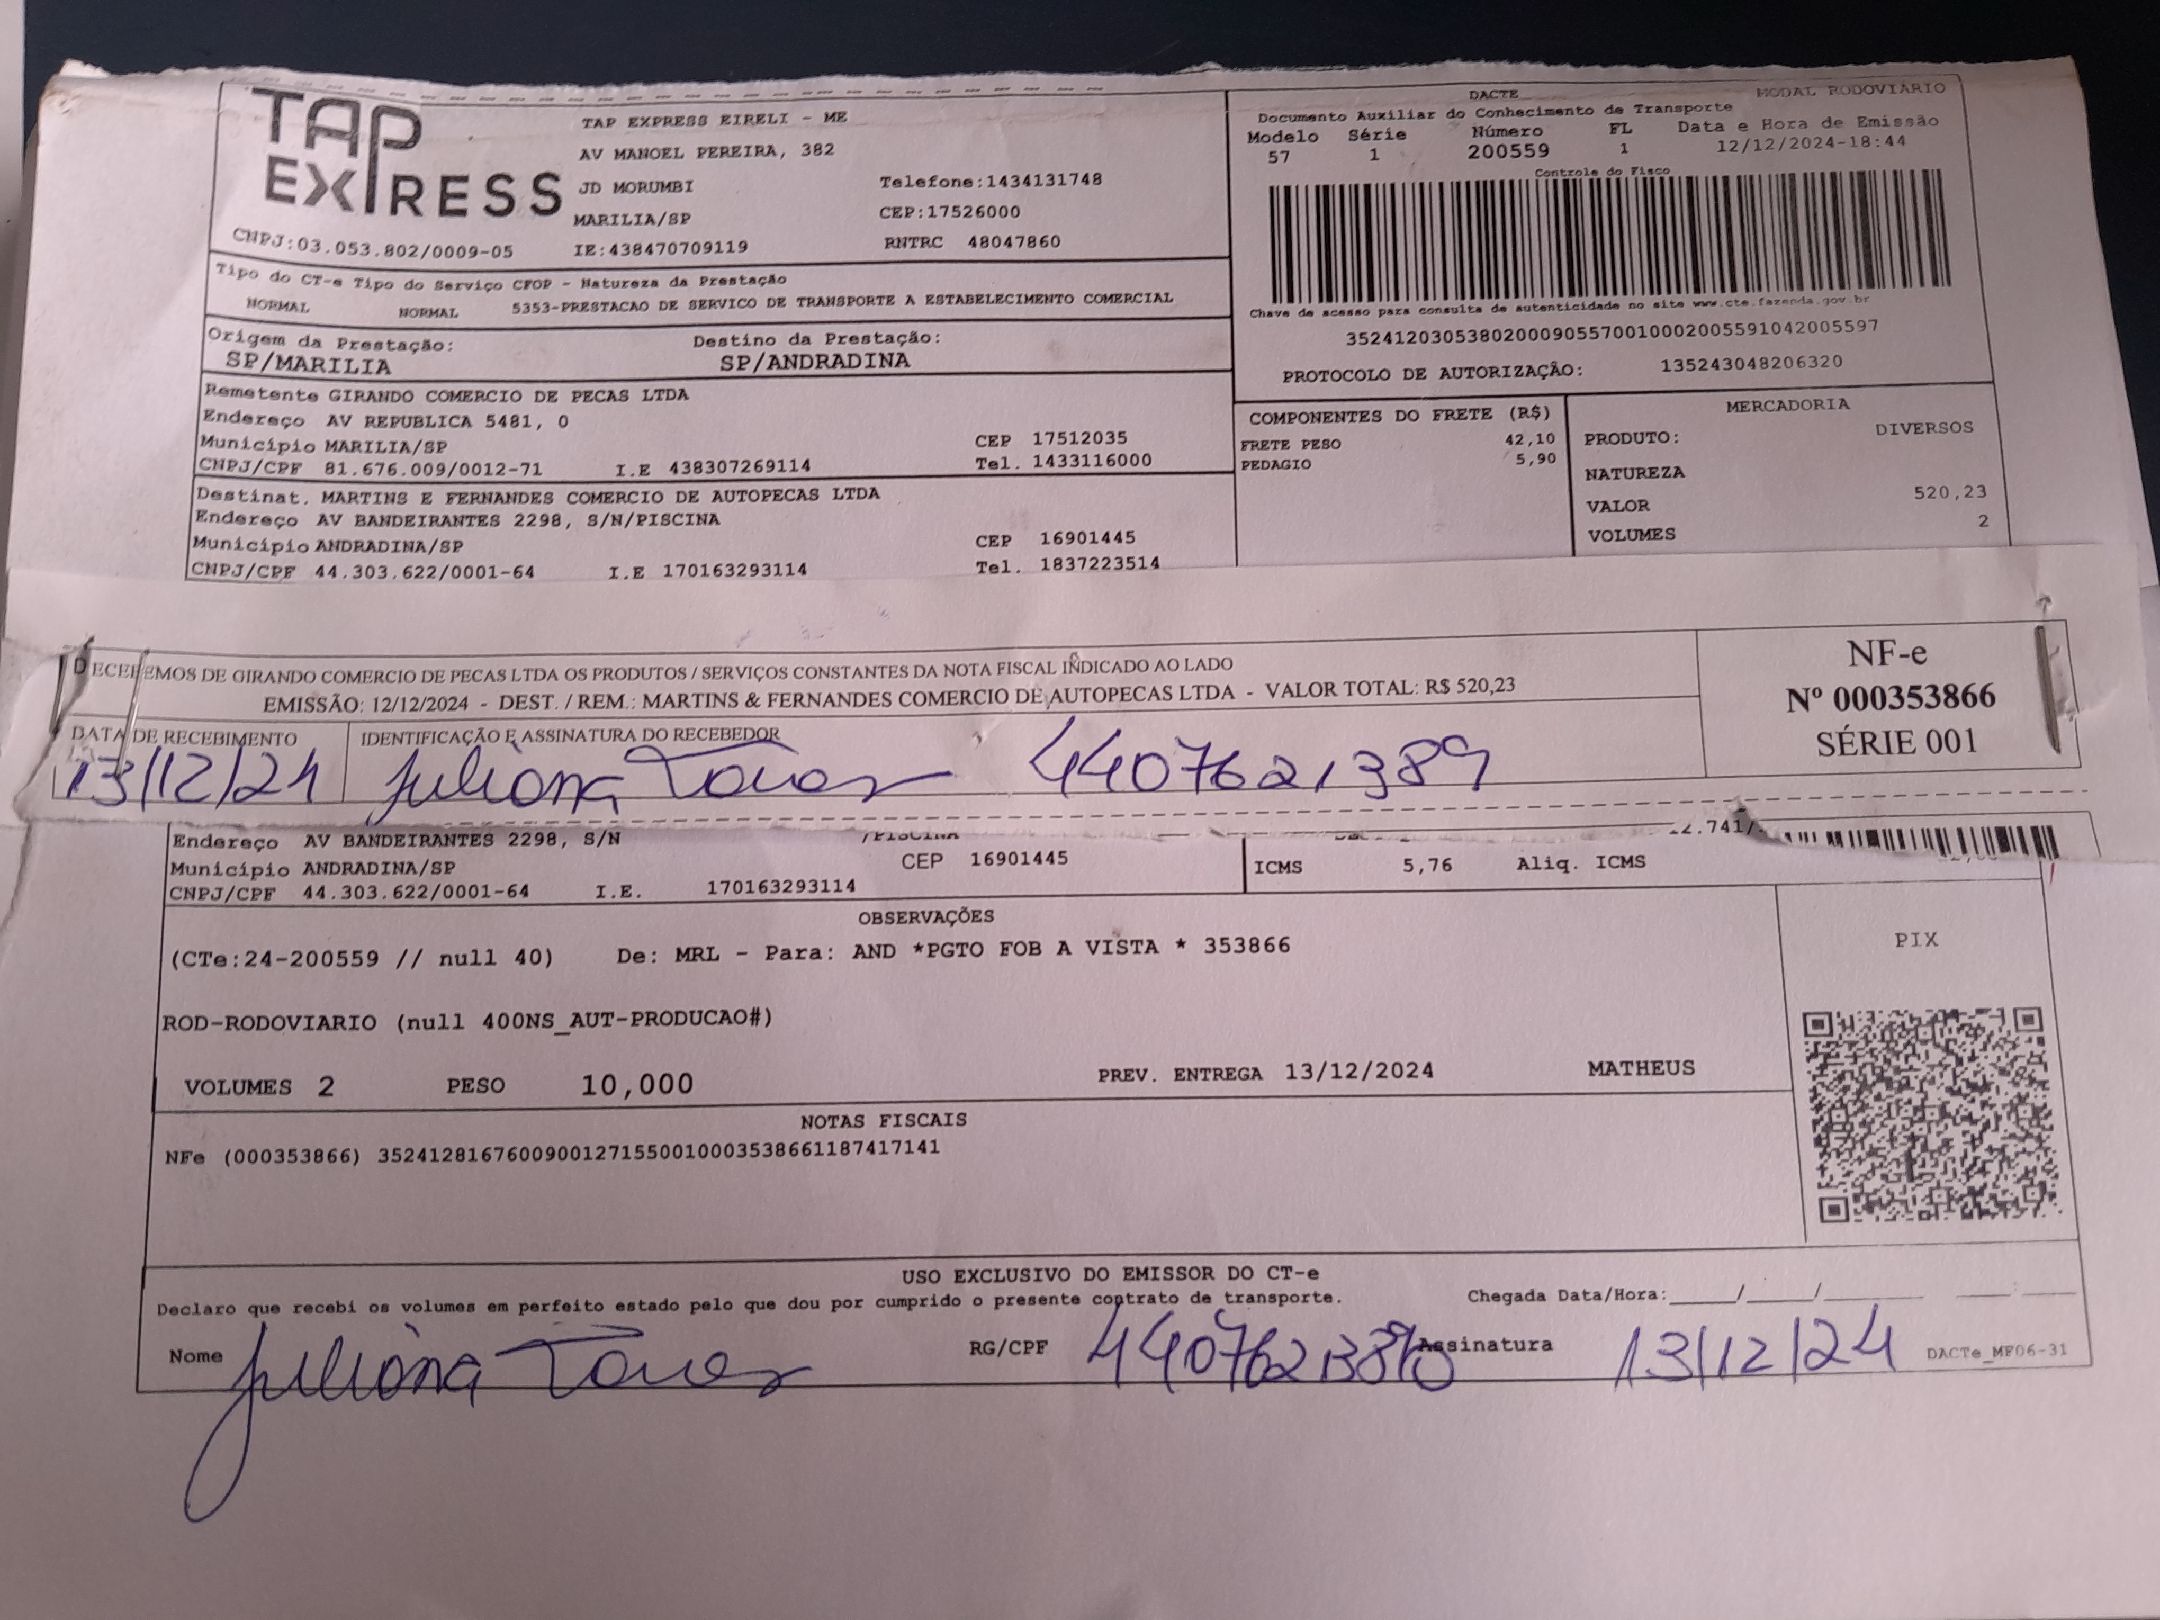 TAP EXPRESS
TAP EXPRESS EIRELI - ME
AV MANOEL PEREIRA, 382
JD MORUMBI Telefone:1434131748
MARILIA/SP CEP:17526000
CNPJ:03.053.802/0009-05 IE:438470709119 RNTRC 48047860
DACTE MODAL RODOVIÁRIO
Documento Auxiliar do Conhecimento de Transporte
Modelo Série Número FL Data e Hora de Emissão
57 1 200559 1 12/12/2024-18:44
Controle do Fisco
Chave de acesso para consulta de autenticidade no site www.cte.fazenda.gov.br
35241203053802000905570010002005591042005597
PROTOCOLO DE AUTORIZAÇÃO: 135243048206320
Tipo do CT-e Tipo do Serviço CFOP - Natureza da Prestação
NORMAL NORMAL 5353-PRESTACAO DE SERVICO DE TRANSPORTE A ESTABELECIMENTO COMERCIAL
Origem da Prestação: Destino da Prestação:
SP/MARILIA SP/ANDRADINA
Remetente GIRANDO COMERCIO DE PECAS LTDA
Endereço AV REPUBLICA 5481, 0
Município MARILIA/SP CEP 17512035
CNPJ/CPF 81.676.009/0012-71 I.E 438307269114 Tel. 1433116000
Destinat. MARTINS E FERNANDES COMERCIO DE AUTOPECAS LTDA
Endereço AV BANDEIRANTES 2298, S/N/PISCINA
Município ANDRADINA/SP CEP 16901445
CNPJ/CPF 44.303.622/0001-64 I.E 170163293114 Tel. 1837223514
COMPONENTES DO FRETE (R$)
FRETE PESO 42,10
PEDAGIO 5,90
MERCADORIA
PRODUTO: DIVERSOS
NATUREZA
VALOR 520,23
VOLUMES 2
ECEBEMOS DE GIRANDO COMERCIO DE PECAS LTDA OS PRODUTOS / SERVIÇOS CONSTANTES DA NOTA FISCAL INDICADO AO LADO
EMISSÃO: 12/12/2024 - DEST. / REM.: MARTINS & FERNANDES COMERCIO DE AUTOPECAS LTDA - VALOR TOTAL: R$ 520,23
DATA DE RECEBIMENTO IDENTIFICAÇÃO E ASSINATURA DO RECEBEDOR
13/12/24 Juliana 4407621389
NF-e
Nº 000353866
SÉRIE 001
Endereço AV BANDEIRANTES 2298, S/N /PISCINA
Município ANDRADINA/SP CEP 16901445
CNPJ/CPF 44.303.622/0001-64 I.E. 170163293114
ICMS 5,76 Aliq. ICMS
OBSERVAÇÕES
(CTe:24-200559 // null 40) De: MRL - Para: AND *PGTO FOB A VISTA * 353866
ROD-RODOVIARIO (null 400NS_AUT-PRODUCAO#)
VOLUMES 2 PESO 10,000 PREV. ENTREGA 13/12/2024 MATHEUS
PIX
NOTAS FISCAIS
NFe (000353866) 35241281676009001271550010003538661187417141
USO EXCLUSIVO DO EMISSOR DO CT-e
Declaro que recebi os volumes em perfeito estado pelo que dou por cumprido o presente contrato de transporte. Chegada Data/Hora:_____/_____/_______ ____:____
Nome Juliana RG/CPF Assinatura 13/12/24 DACTe_MF06-31